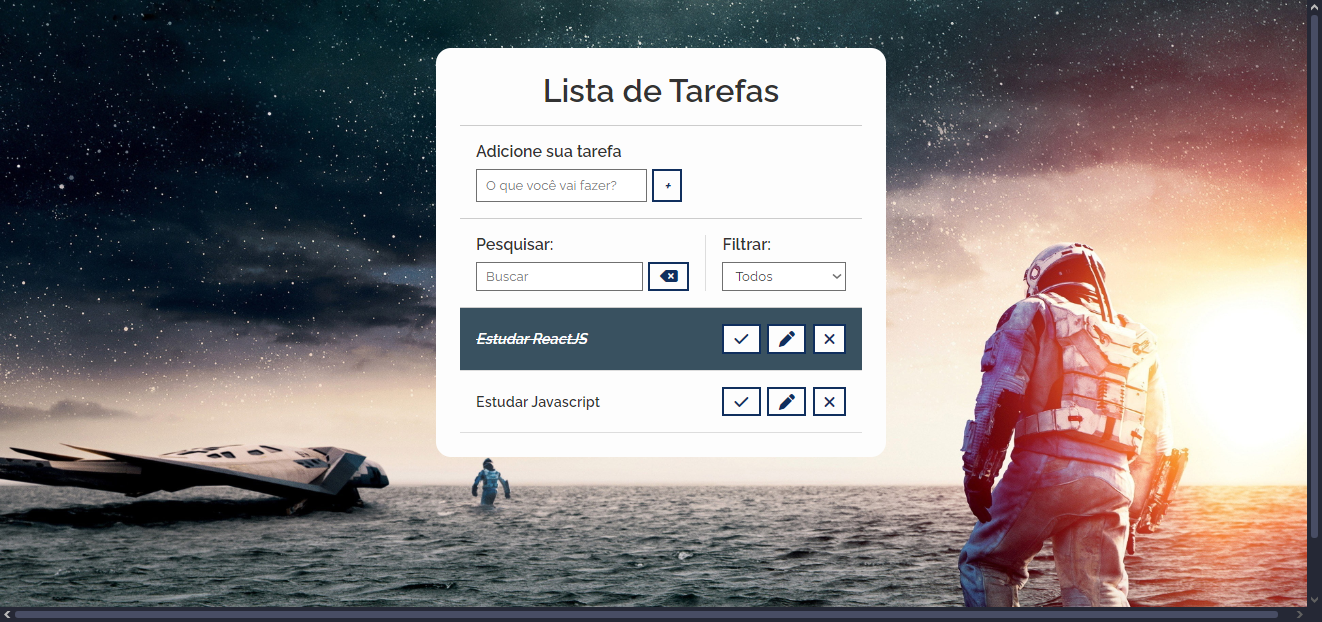 Lista de Tarefas
Adicione sua tarefa
O que você vai fazer?
+
Pesquisar:
Filtrar:
Buscar
Todos
Estudar ReactJS
Estudar Javascript